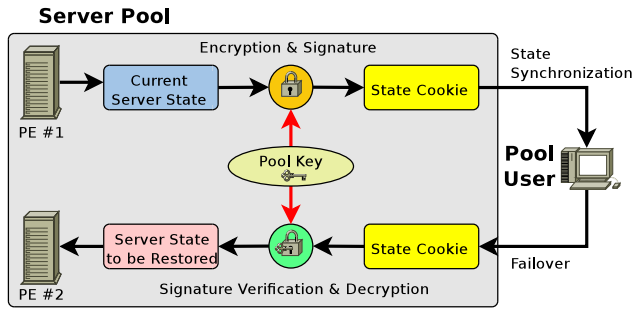 Server Pool
Encryption & Signature
State
Synchronization
Current
Server State
State Cookie
PE #1
Pool Key
Pool
User
Server State
to be Restored
State Cookie
Failover
PE #2
Signature Verification & Decryption